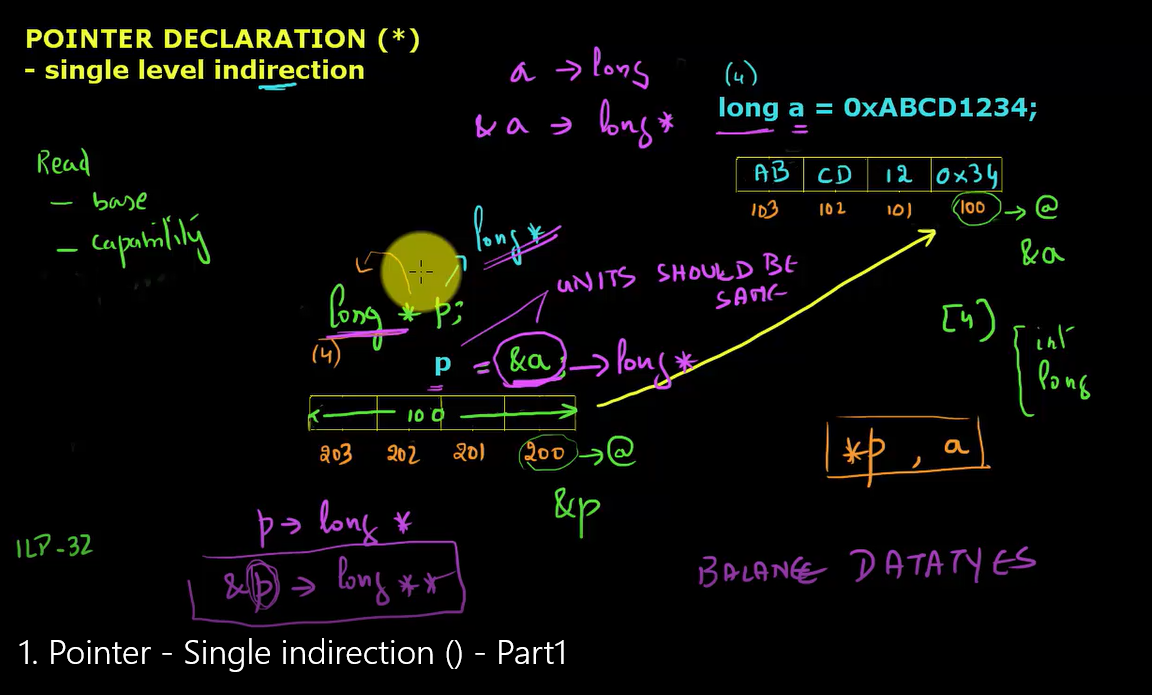 POINTER DECLARATION (*)
- single level indirection
a → long
& a → long *
(4)
long a = 0xABCD1234;
AB CD 12 0x34
103 102 101 100 → @
&a
Read
- base
- capability
long *
long * p;
(4)
UNITS SHOULD BE
SAME
p = &a; → long *
100
203 202 201 200 → @
&p
[4]
int
long
*p , a
p → long *
&p → long **
ILP-32
BALANCE DATATYES
1. Pointer - Single indirection () - Part1